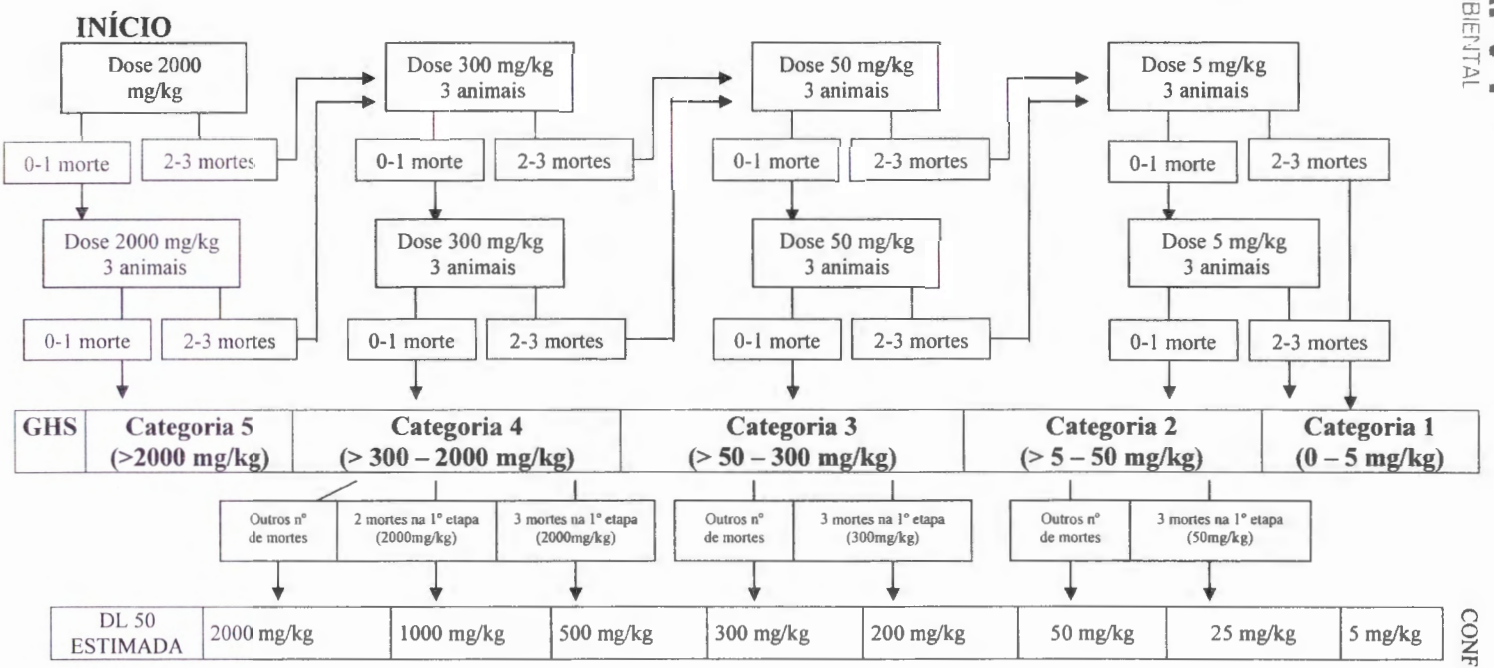 INÍCIO
BIENTAL
Dose 2000
mg/kg
Dose 300 mg/kg
3 animais
Dose 50 mg/kg
3 animais
Dose 5 mg/kg
3 animais
0-1 morte
2-3 mortes
0-1 morte
2-3 mortes
0-1 morte
2-3 mortes
0-1 morte
2-3 mortes
Dose 2000 mg/kg
3 animais
Dose 300 mg/kg
3 animais
Dose 50 mg/kg
3 animais
Dose 5 mg/kg
3 animais
0-1 morte
2-3 mortes
0-1 morte
2-3 mortes
0-1 morte
2-3 mortes
0-1 morte
2-3 mortes
GHS
Categoria 5
(>2000 mg/kg)
Categoria 4
(> 300 – 2000 mg/kg)
Categoria 3
(> 50 – 300 mg/kg)
Categoria 2
(> 5 – 50 mg/kg)
Categoria 1
(0 – 5 mg/kg)
Outros nº
de mortes
2 mortes na 1º etapa
(2000mg/kg)
3 mortes na 1º etapa
(2000mg/kg)
Outros nº
de mortes
3 mortes na 1º etapa
(300mg/kg)
Outros nº
de mortes
3 mortes na 1º etapa
(50mg/kg)
DL 50
ESTIMADA
2000 mg/kg
1000 mg/kg
500 mg/kg
300 mg/kg
200 mg/kg
50 mg/kg
25 mg/kg
5 mg/kg
CONF